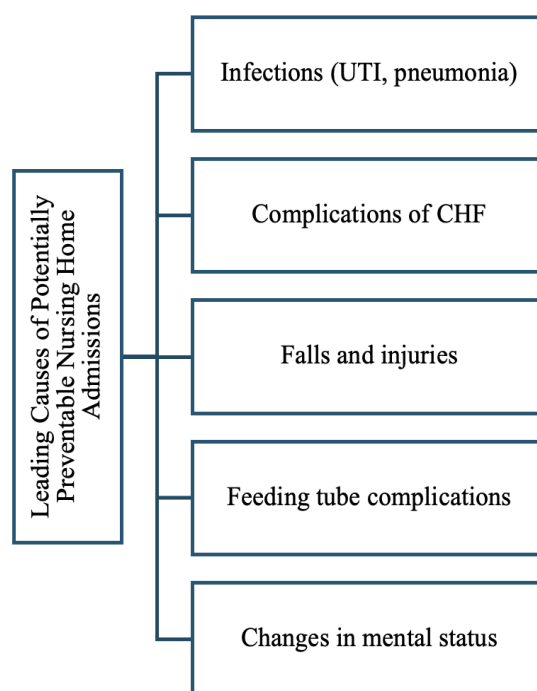 Leading Causes of Potentially
Preventable Nursing Home
Admissions
Infections (UTI, pneumonia)
Complications of CHF
Falls and injuries
Feeding tube complications
Changes in mental status